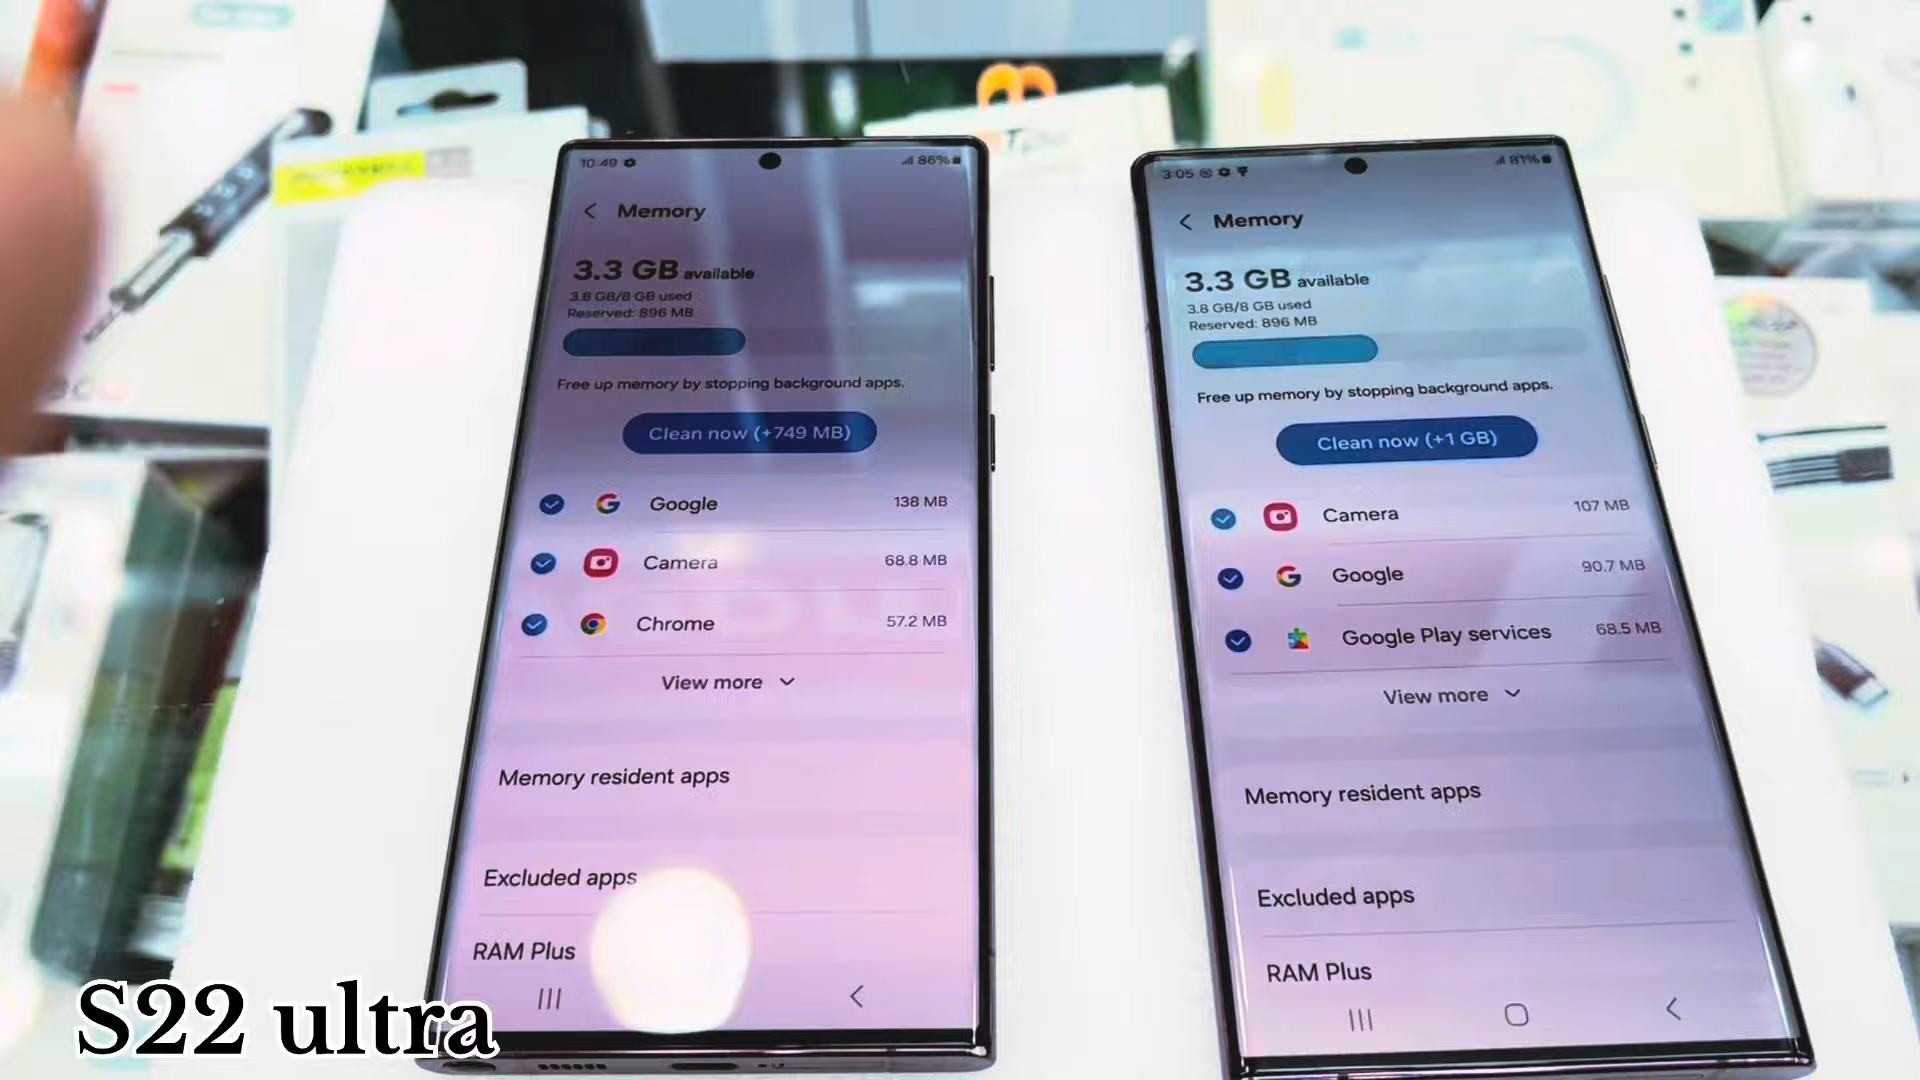 10:49
86%
Memory
3.3 GB available
3.8 GB/8 GB used
Reserved: 896 MB
Free up memory by stopping background apps.
Clean now (+749 MB)
Google 138 MB
Camera 68.8 MB
Chrome 57.2 MB
View more
Memory resident apps
Excluded apps
RAM Plus
3:05
81%
Memory
3.3 GB available
3.8 GB/8 GB used
Reserved: 896 MB
Free up memory by stopping background apps.
Clean now (+1 GB)
Camera 107 MB
Google 90.7 MB
Google Play services 68.5 MB
View more
Memory resident apps
Excluded apps
RAM Plus
S22 ultra